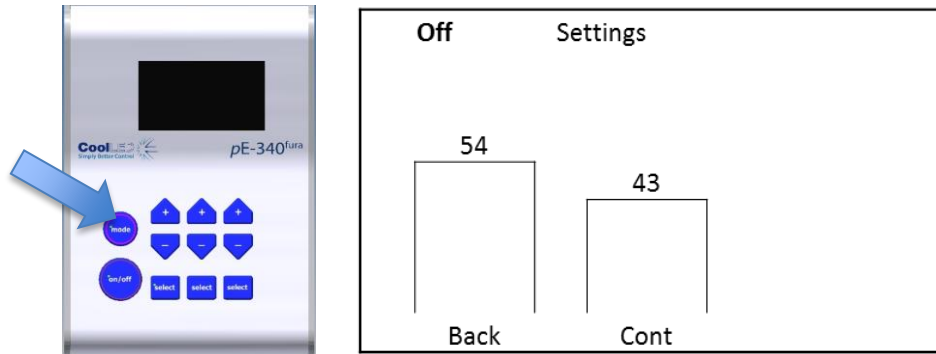 CoolLED
Simply Better Control
pE-340fura
mode
on/off
+ + +
− − −
select select select
Off Settings
54
43
Back Cont